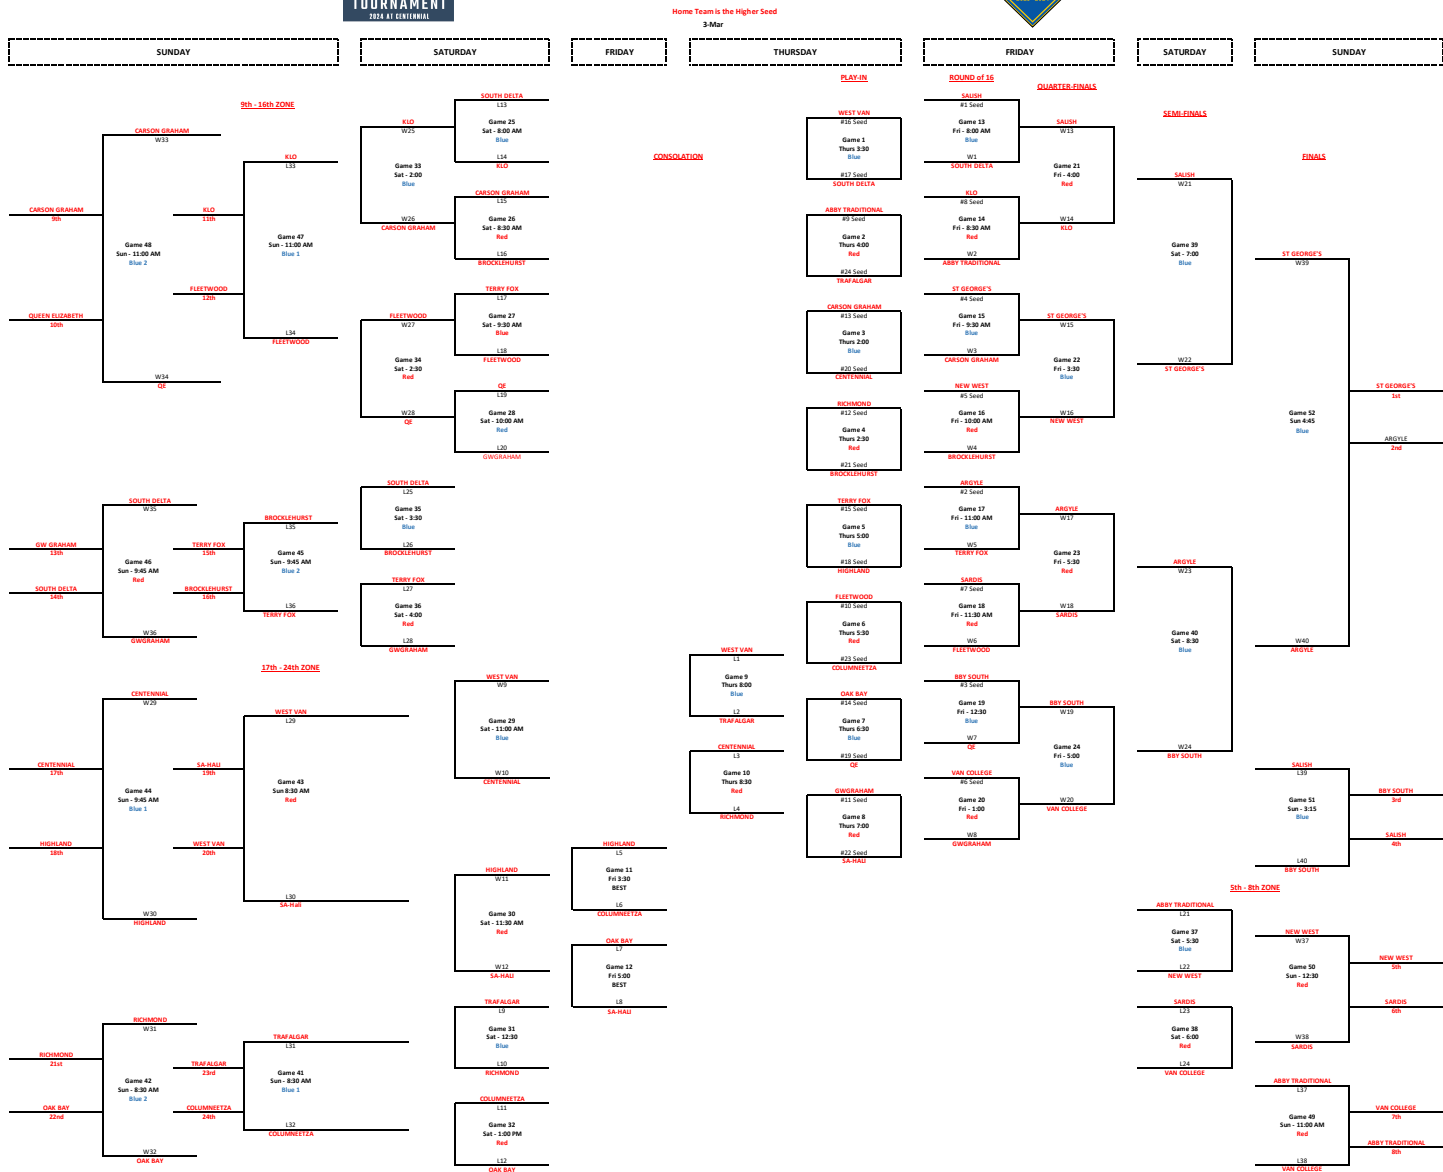 TOURNAMENT
2024 AT CENTENNIAL
Home Team is the Higher Seed
3-Mar
SUNDAY
SATURDAY
FRIDAY
THURSDAY
FRIDAY
SATURDAY
SUNDAY
9th - 16th ZONE
CARSON GRAHAM
W33
CARSON GRAHAM
9th
Game 48
Sun - 11:00 AM
Blue 2
QUEEN ELIZABETH
10th
W34
QE
KLO
L33
KLO
11th
Game 47
Sun - 11:00 AM
Blue 1
FLEETWOOD
12th
L34
FLEETWOOD
KLO
W25
Game 33
Sat - 2:00
Blue
W26
CARSON GRAHAM
FLEETWOOD
W27
Game 34
Sat - 2:30
Red
W28
QE
SOUTH DELTA
L13
Game 25
Sat - 8:00 AM
Blue
L14
KLO
CARSON GRAHAM
L15
Game 26
Sat - 8:30 AM
Red
L16
BROCKLEHURST
TERRY FOX
L17
Game 27
Sat - 9:30 AM
Blue
L18
FLEETWOOD
QE
L19
Game 28
Sat - 10:00 AM
Red
L20
GWGRAHAM
SOUTH DELTA
W35
GW GRAHAM
13th
Game 46
Sun - 9:45 AM
Red
SOUTH DELTA
14th
W36
GWGRAHAM
BROCKLEHURST
L35
TERRY FOX
15th
Game 45
Sun - 9:45 AM
Blue 2
BROCKLEHURST
16th
L36
TERRY FOX
SOUTH DELTA
L25
Game 35
Sat - 3:30
Blue
L26
BROCKLEHURST
TERRY FOX
L27
Game 36
Sat - 4:00
Red
L28
GWGRAHAM
17th - 24th ZONE
CENTENNIAL
W29
CENTENNIAL
17th
Game 44
Sun - 9:45 AM
Blue 1
HIGHLAND
18th
W30
HIGHLAND
WEST VAN
L29
SA-HALI
19th
Game 43
Sun 8:30 AM
Red
WEST VAN
20th
L30
SA-Hali
WEST VAN
W9
Game 29
Sat - 11:00 AM
Blue
W10
CENTENNIAL
HIGHLAND
W11
Game 30
Sat - 11:30 AM
Red
W12
SA-HALI
RICHMOND
W31
RICHMOND
21st
Game 42
Sun - 8:30 AM
Blue 2
OAK BAY
22nd
W32
OAK BAY
TRAFALGAR
L31
TRAFALGAR
23rd
Game 41
Sun - 8:30 AM
Blue 1
COLUMNEETZA
24th
L32
COLUMNEETZA
TRAFALGAR
L9
Game 31
Sat - 12:30
Blue
L10
RICHMOND
COLUMNEETZA
L11
Game 32
Sat - 1:00 PM
Red
L12
OAK BAY
CONSOLATION
HIGHLAND
L5
Game 11
Fri 3:30
BEST
L6
COLUMNEETZA
OAK BAY
L7
Game 12
Fri 5:00
BEST
L8
SA-HALI
WEST VAN
L1
Game 9
Thurs 8:00
Blue
L2
TRAFALGAR
CENTENNIAL
L3
Game 10
Thurs 8:30
Red
L4
RICHMOND
PLAY-IN
WEST VAN
#16 Seed
Game 1
Thurs 3:30
Blue
#17 Seed
SOUTH DELTA
ABBY TRADITIONAL
#9 Seed
Game 2
Thurs 4:00
Red
#24 Seed
TRAFALGAR
CARSON GRAHAM
#13 Seed
Game 3
Thurs 2:00
Blue
#20 Seed
CENTENNIAL
RICHMOND
#12 Seed
Game 4
Thurs 2:30
Red
#21 Seed
BROCKLEHURST
TERRY FOX
#15 Seed
Game 5
Thurs 5:00
Blue
#18 Seed
HIGHLAND
FLEETWOOD
#10 Seed
Game 6
Thurs 5:30
Red
#23 Seed
COLUMNEETZA
OAK BAY
#14 Seed
Game 7
Thurs 6:30
Blue
#19 Seed
QE
GWGRAHAM
#11 Seed
Game 8
Thurs 7:00
Red
#22 Seed
SA-HALI
ROUND of 16
SALISH
#1 Seed
Game 13
Fri - 8:00 AM
Blue
W1
SOUTH DELTA
KLO
#8 Seed
Game 14
Fri - 8:30 AM
Red
W2
ABBY TRADITIONAL
ST GEORGE'S
#4 Seed
Game 15
Fri - 9:30 AM
Blue
W3
CARSON GRAHAM
NEW WEST
#5 Seed
Game 16
Fri - 10:00 AM
Red
W4
BROCKLEHURST
ARGYLE
#2 Seed
Game 17
Fri - 11:00 AM
Blue
W5
TERRY FOX
SARDIS
#7 Seed
Game 18
Fri - 11:30 AM
Red
W6
FLEETWOOD
BBY SOUTH
#3 Seed
Game 19
Fri - 12:30
Blue
W7
QE
VAN COLLEGE
#6 Seed
Game 20
Fri - 1:00
Red
W8
GWGRAHAM
QUARTER-FINALS
SALISH
W13
Game 21
Fri - 4:00
Red
W14
KLO
ST GEORGE'S
W15
Game 22
Fri - 3:30
Blue
W16
NEW WEST
ARGYLE
W17
Game 23
Fri - 5:30
Red
W18
SARDIS
BBY SOUTH
W19
Game 24
Fri - 5:00
Blue
W20
VAN COLLEGE
SEMI-FINALS
SALISH
W21
Game 39
Sat - 7:00
Blue
W22
ST GEORGE'S
ARGYLE
W23
Game 40
Sat - 8:30
Blue
W24
BBY SOUTH
FINALS
ST GEORGE'S
W39
Game 52
Sun 4:45
Blue
W40
ARGYLE
ST GEORGE'S
1st
ARGYLE
2nd
SALISH
L39
Game 51
Sun - 3:15
Blue
L40
BBY SOUTH
BBY SOUTH
3rd
SALISH
4th
5th - 8th ZONE
ABBY TRADITIONAL
L21
Game 37
Sat - 5:30
Blue
L22
NEW WEST
SARDIS
L23
Game 38
Sat - 6:00
Red
L24
VAN COLLEGE
NEW WEST
W37
Game 50
Sun - 12:30
Red
W38
SARDIS
NEW WEST
5th
SARDIS
6th
ABBY TRADITIONAL
L37
Game 49
Sun - 11:00 AM
Red
L38
VAN COLLEGE
VAN COLLEGE
7th
ABBY TRADITIONAL
8th